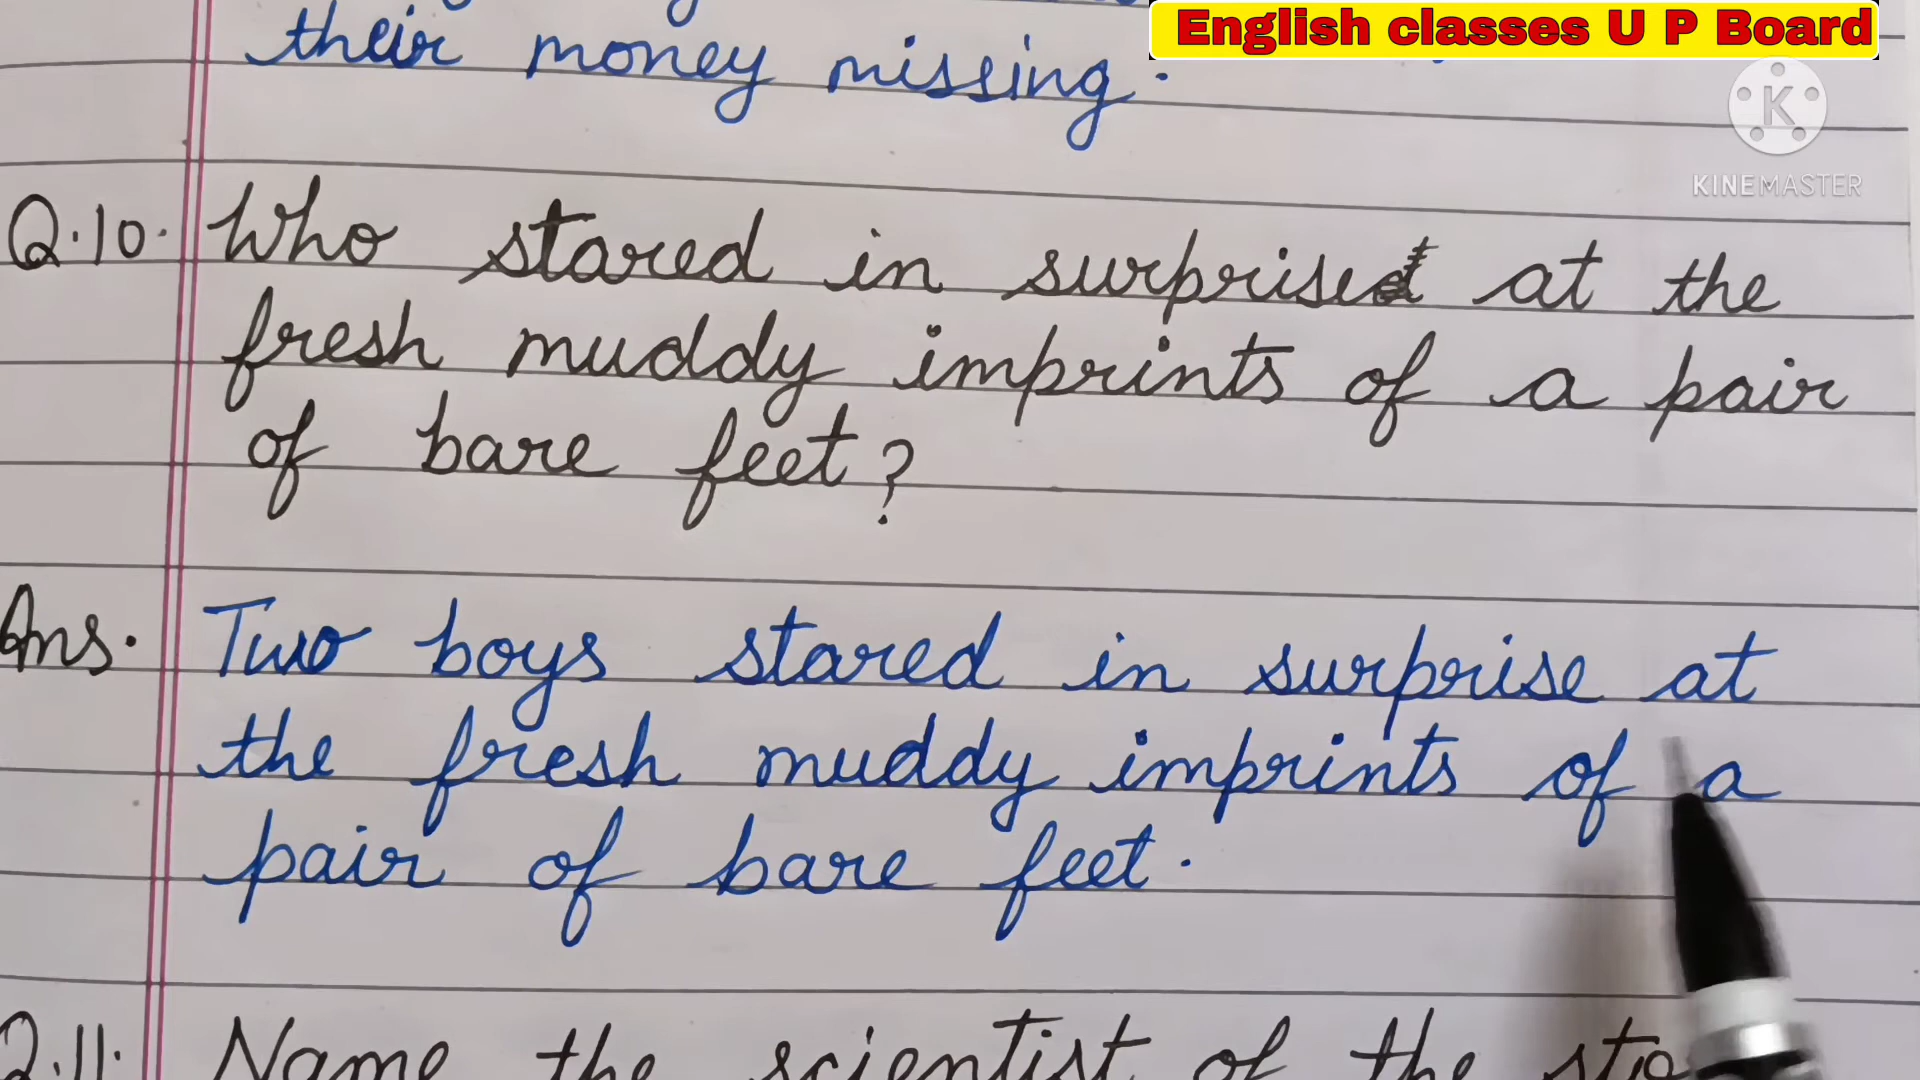 English classes U P Board
their money missing.
KINEMASTER
Q.10. Who stared in surprise at the
fresh muddy imprints of a pair
of bare feet?
Ans. Two boys stared in surprise at
the fresh muddy imprints of a
pair of bare feet.
Q.11. Name the scientist of the